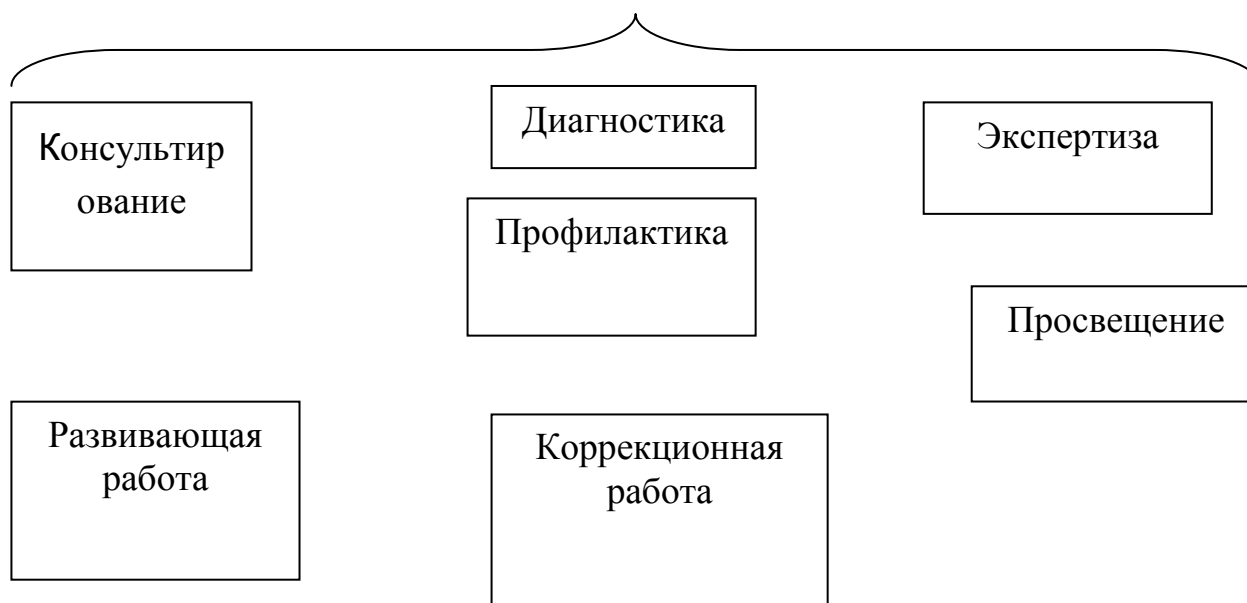 Консультир
ование
Диагностика
Экспертиза
Профилактика
Просвещение
Развивающая
работа
Коррекционная
работа